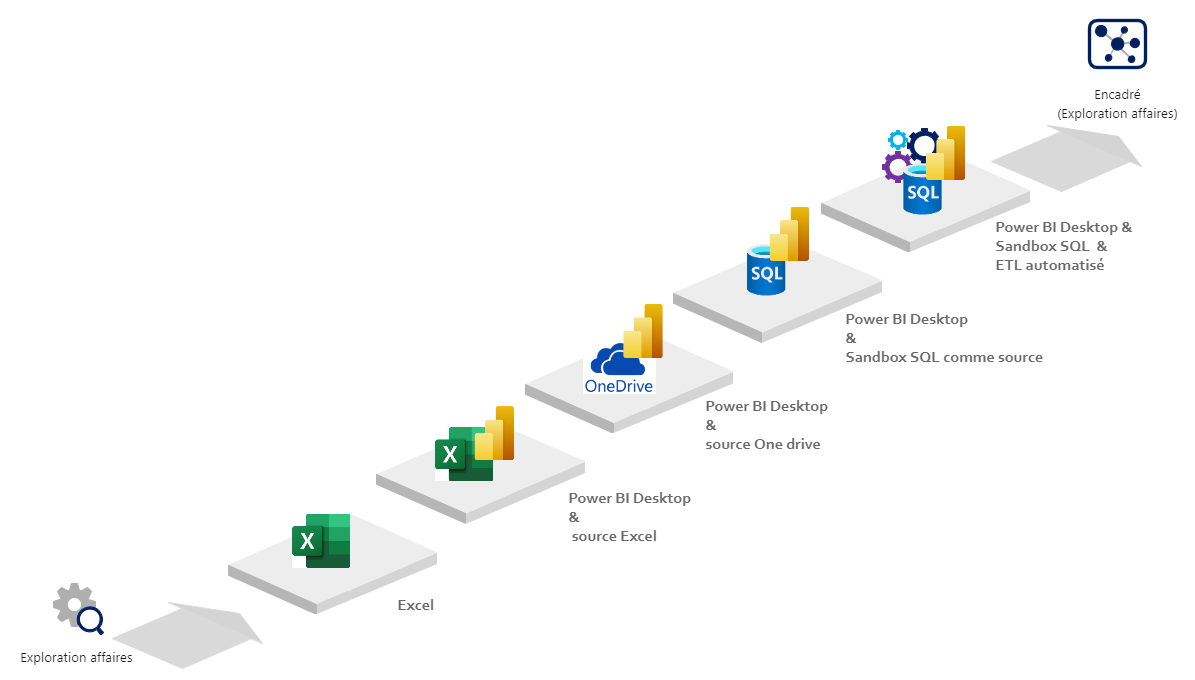 Encadré
(Exploration affaires)
SQL
Power BI Desktop &
Sandbox SQL &
ETL automatisé
SQL
Power BI Desktop
&
Sandbox SQL comme source
OneDrive
Power BI Desktop
&
source One drive
X
Power BI Desktop
&
source Excel
X
Excel
Exploration affaires